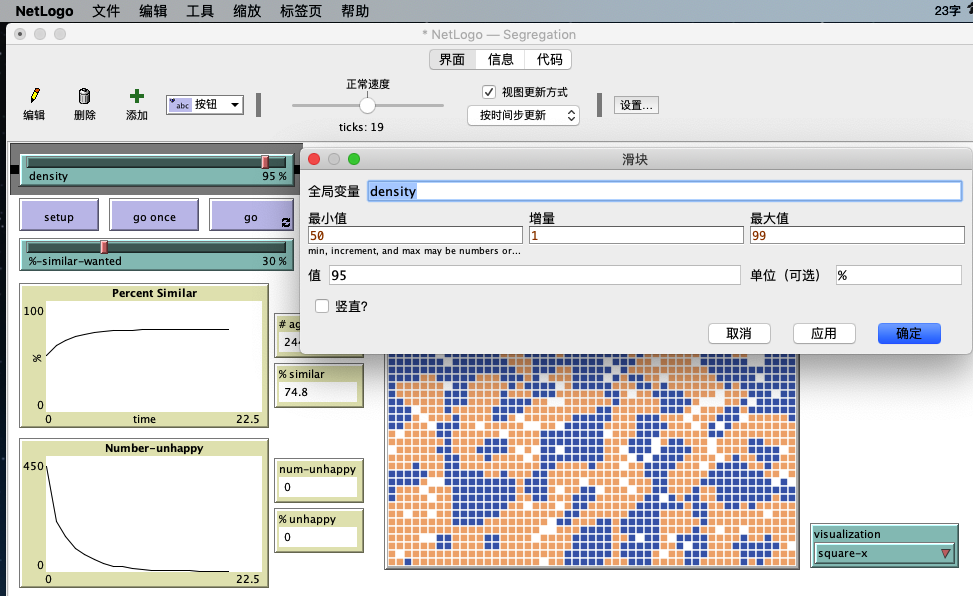 NetLogo 文件 编辑 工具 缩放 标签页 帮助 23字
* NetLogo — Segregation
界面 信息 代码
正常速度
视图更新方式
编辑 删除 添加 abc 按钮 按时间步更新 设置...
ticks: 19
density 95 %
setup go once go
%-similar-wanted 30 %
滑块
全局变量 density
最小值 增量 最大值
50 1 99
min, increment, and max may be numbers or...
值 95 单位（可选） %
竖直?
取消 应用 确定
Percent Similar
100
%
0
0 time 22.5
# ag
24
% similar
74.8
Number-unhappy
450
0
0 22.5
num-unhappy
0
% unhappy
0
visualization
square-x